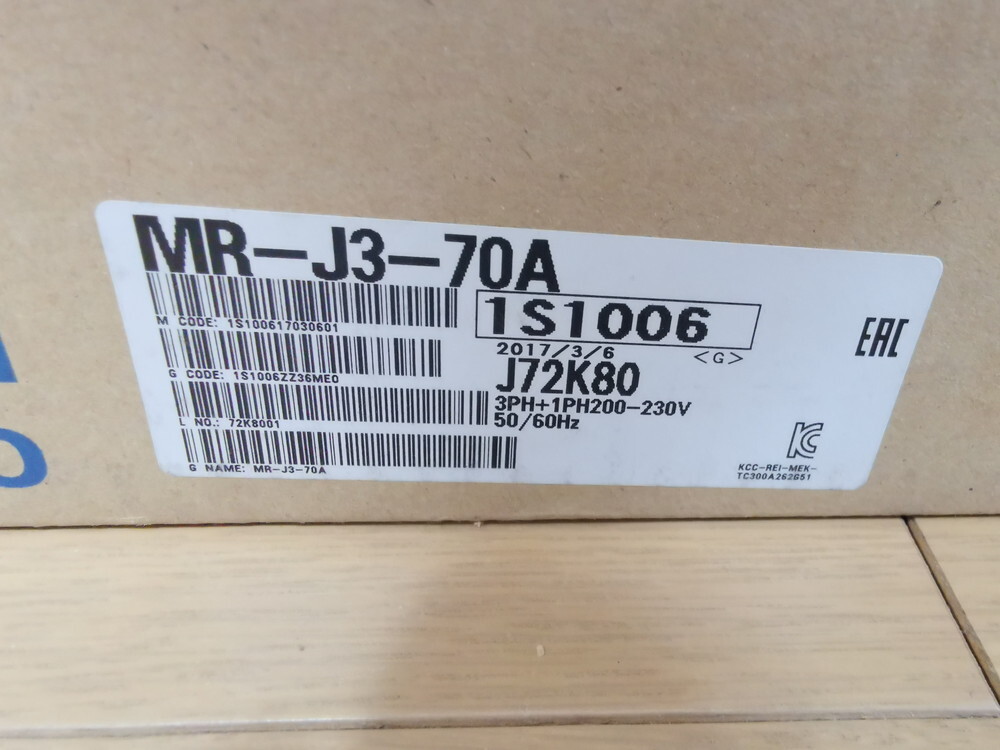 MR-J3-70A
1S1006
M CODE: 1S100617030601
2017/3/6 <G>
G CODE: 1S1006ZZ36ME0
J72K80
3PH+1PH200-230V
L NO.: 72K8001
50/60Hz
G NAME: MR-J3-70A
EAC
KC
KCC-REI-MEK-
TC300A262G51